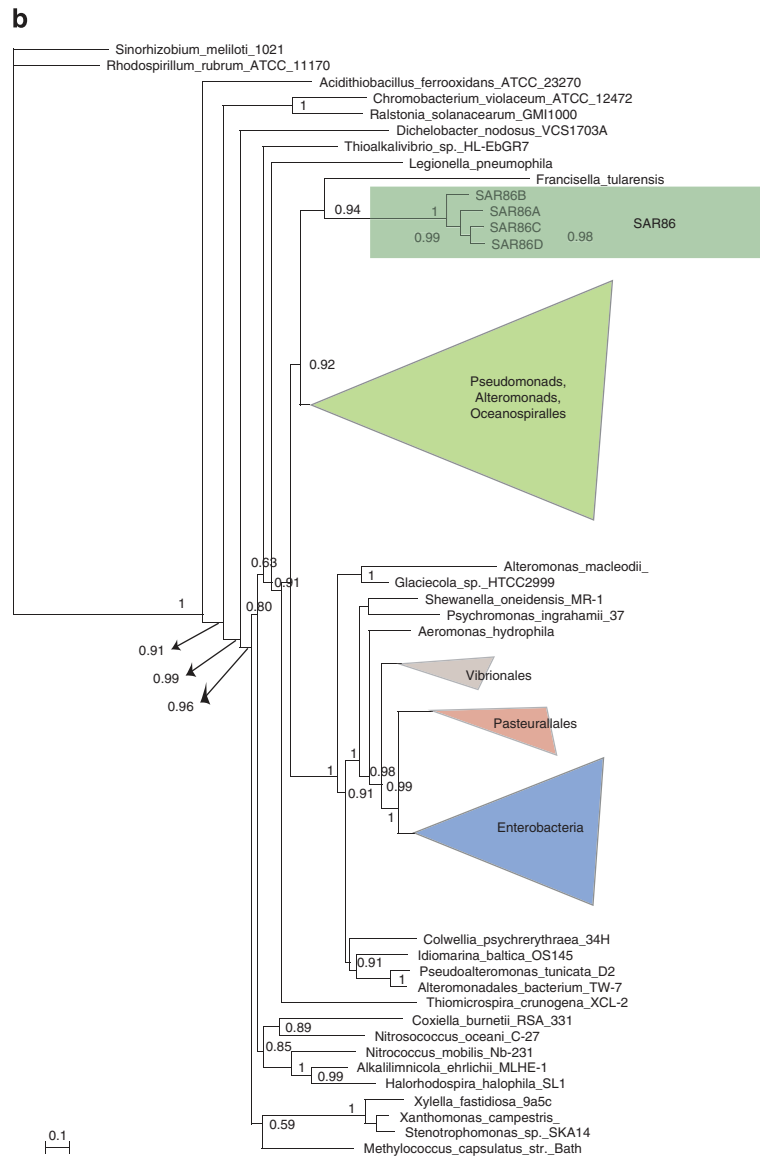 b
Sinorhizobium_meliloti_1021
Rhodospirillum_rubrum_ATCC_11170
Acidithiobacillus_ferrooxidans_ATCC_23270
Chromobacterium_violaceum_ATCC_12472
1
Ralstonia_solanacearum_GMI1000
Dichelobacter_nodosus_VCS1703A
Thioalkalivibrio_sp._HL-EbGR7
Legionella_pneumophila
Francisella_tularensis
SAR86B
0.94
1
SAR86A
SAR86
SAR86C
0.99
0.98
SAR86D
0.92
Pseudomonads,
Alteromonads,
Oceanospiralles
0.63
Alteromonas_macleodii_
1
0.91
Glaciecola_sp._HTCC2999
Shewanella_oneidensis_MR-1
1
0.80
Psychromonas_ingrahamii_37
Aeromonas_hydrophila
0.91
0.99
Vibrionales
0.96
Pasteurallales
1
1
0.98
0.99
0.91
1
Enterobacteria
Colwellia_psychrerythraea_34H
Idiomarina_baltica_OS145
0.91
Pseudoalteromonas_tunicata_D2
1
Alteromonadales_bacterium_TW-7
Thiomicrospira_crunogena_XCL-2
Coxiella_burnetii_RSA_331
0.89
Nitrosococcus_oceani_C-27
0.85
Nitrococcus_mobilis_Nb-231
1
Alkalilimnicola_ehrlichii_MLHE-1
0.99
Halorhodospira_halophila_SL1
Xylella_fastidiosa_9a5c
1
Xanthomonas_campestris_
0.59
Stenotrophomonas_sp._SKA14
0.1
Methylococcus_capsulatus_str._Bath